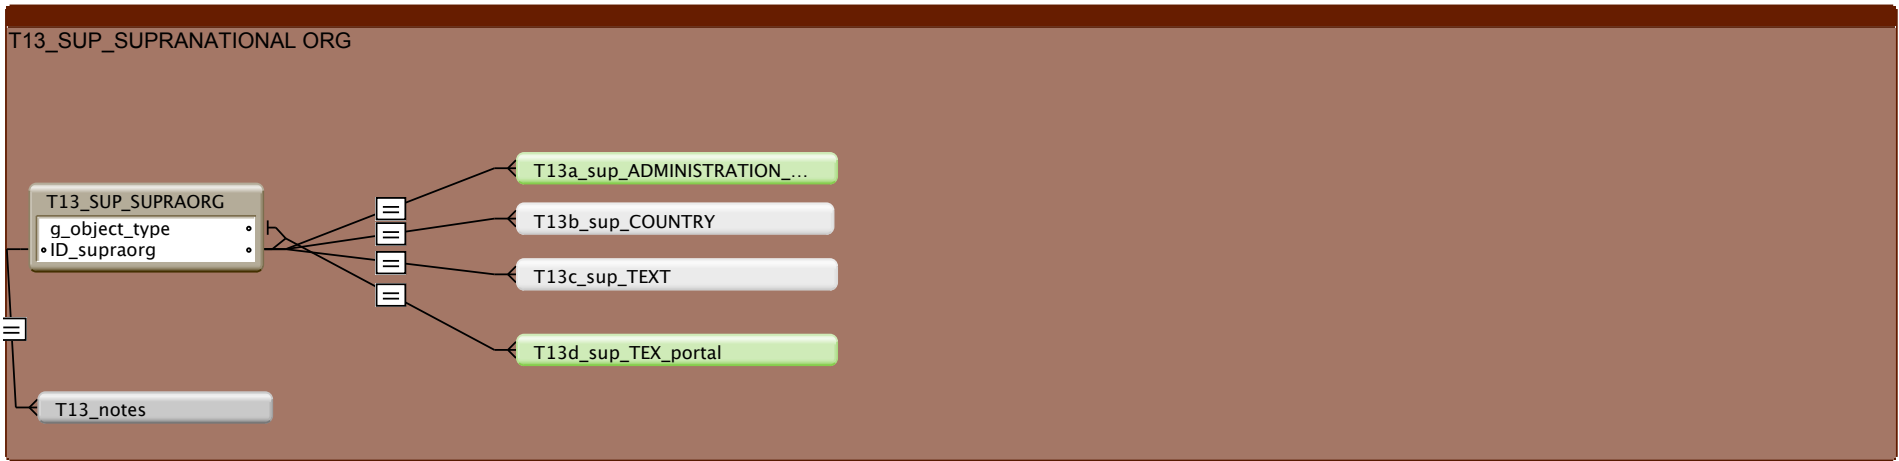 T13_SUP_SUPRANATIONAL ORG
T13a_sup_ADMINISTRATION_...
T13_SUP_SUPRAORG
g_object_type
ID_supraorg
T13b_sup_COUNTRY
T13c_sup_TEXT
T13d_sup_TEX_portal
T13_notes